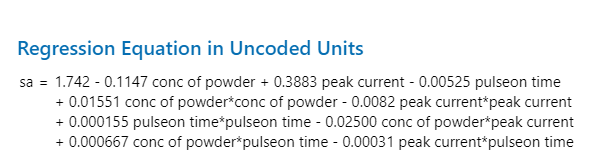 Regression Equation in Uncoded Units
sa = 1.742 - 0.1147 conc of powder + 0.3883 peak current - 0.00525 pulseon time
+ 0.01551 conc of powder*conc of powder - 0.0082 peak current*peak current
+ 0.000155 pulseon time*pulseon time - 0.02500 conc of powder*peak current
+ 0.000667 conc of powder*pulseon time - 0.00031 peak current*pulseon time